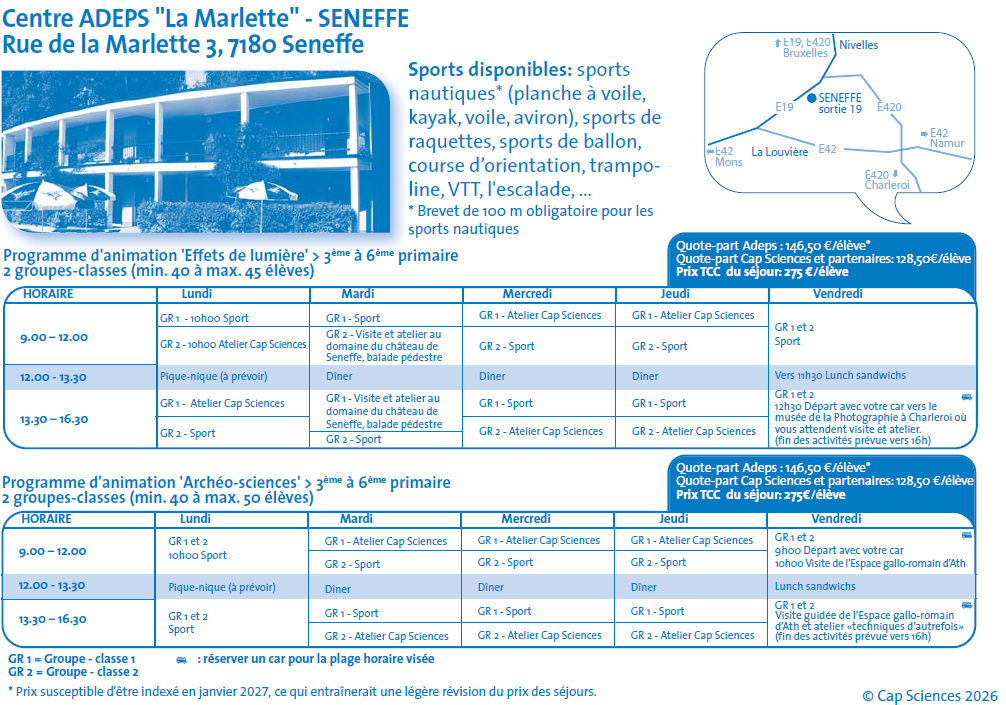 Centre ADEPS "La Marlette" - SENEFFE
Rue de la Marlette 3, 7180 Seneffe
Sports disponibles: sports
nautiques* (planche à voile,
kayak, voile, aviron), sports de
raquettes, sports de ballon,
course d'orientation, trampo-
line, VTT, l'escalade, ...
* Brevet de 100 m obligatoire pour les
sports nautiques
E19, E420
Bruxelles
Nivelles
SENEFFE
sortie 19
E19
E420
E42
Mons
La Louvière
E42
E42
Namur
E420
Charleroi
Programme d'animation 'Effets de lumière' > 3ème à 6ème primaire
2 groupes-classes (min. 40 à max. 45 élèves)
Quote-part Adeps : 146,50 €/élève*
Quote-part Cap Sciences et partenaires: 128,50€/élève
Prix TCC du séjour: 275 €/élève
HORAIRE Lundi Mardi Mercredi Jeudi Vendredi
9.00 – 12.00
GR 1 - 10h00 Sport
GR 2 - 10h00 Atelier Cap Sciences
GR 1 - Sport
GR 2 - Visite et atelier au
domaine du château de
Seneffe, balade pédestre
GR 1 - Atelier Cap Sciences
GR 2 - Sport
GR 1 - Atelier Cap Sciences
GR 2 - Sport
GR 1 et 2
Sport
12.00 - 13.30 Pique-nique (à prévoir) Dîner Dîner Dîner Vers 11h30 Lunch sandwichs
13.30 – 16.30
GR 1 - Atelier Cap Sciences
GR 2 - Sport
GR 1 - Visite et atelier au
domaine du château de
Seneffe, balade pédestre
GR 2 - Sport
GR 1 - Sport
GR 2 - Atelier Cap Sciences
GR 1 - Sport
GR 2 - Atelier Cap Sciences
GR 1 et 2
12h30 Départ avec votre car vers le
musée de la Photographie à Charleroi où
vous attendent visite et atelier.
(fin des activités prévue vers 16h)
Programme d'animation 'Archéo-sciences' > 3ème à 6ème primaire
2 groupes-classes (min. 40 à max. 50 élèves)
Quote-part Adeps : 146,50 €/élève*
Quote-part Cap Sciences et partenaires: 128,50 €/élève
Prix TCC du séjour: 275€/élève
HORAIRE Lundi Mardi Mercredi Jeudi Vendredi
9.00 – 12.00
GR 1 et 2
10h00 Sport
GR 1 - Atelier Cap Sciences
GR 2 - Sport
GR 1 - Atelier Cap Sciences
GR 2 - Sport
GR 1 - Atelier Cap Sciences
GR 2 - Sport
GR 1 et 2
9h00 Départ avec votre car
10h00 Visite de l'Espace gallo-romain d'Ath
12.00 - 13.30 Pique-nique (à prévoir) Dîner Dîner Dîner Lunch sandwichs
13.30 – 16.30
GR 1 et 2
Sport
GR 1 - Sport
GR 2 - Atelier Cap Sciences
GR 1 - Sport
GR 2 - Atelier Cap Sciences
GR 1 - Sport
GR 2 - Atelier Cap Sciences
GR 1 et 2
Visite guidée de l'Espace gallo-romain
d'Ath et atelier «techniques d'autrefois»
(fin des activités prévue vers 16h)
GR 1 = Groupe - classe 1 : réserver un car pour la plage horaire visée
GR 2 = Groupe - classe 2
* Prix susceptible d'être indexé en janvier 2027, ce qui entraînerait une légère révision du prix des séjours.
© Cap Sciences 2026